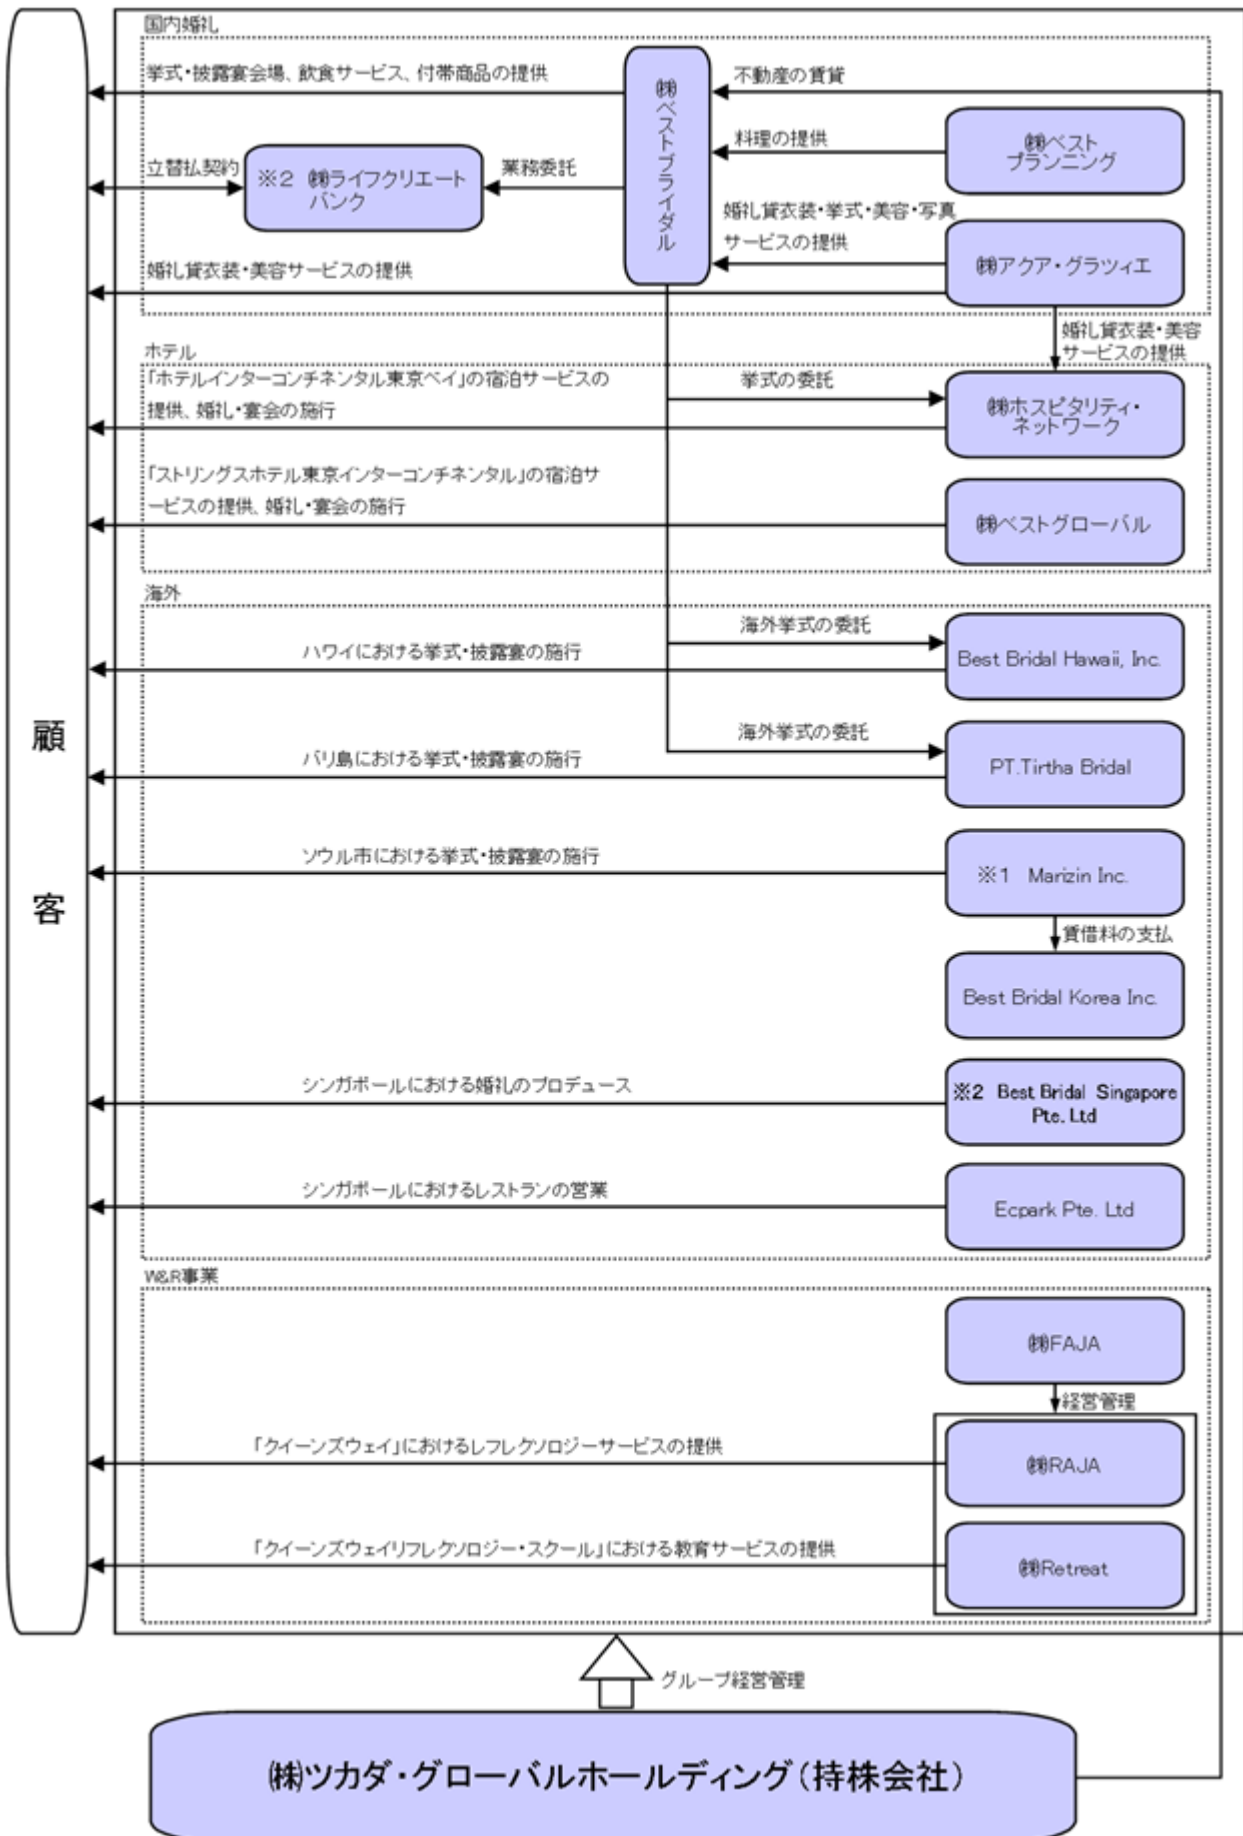 国内婚礼
挙式・披露宴会場、飲食サービス、付帯商品の提供
㈱ベストブライダル
不動産の賃貸
料理の提供
㈱ベスト
プランニング
立替払契約
※2 ㈱ライフクリエート
バンク
業務委託
婚礼貸衣装・挙式・美容・写真
サービスの提供
㈱アクア・グラツィエ
婚礼貸衣装・美容サービスの提供
婚礼貸衣装・美容
サービスの提供
ホテル
「ホテルインターコンチネンタル東京ベイ」の宿泊サービスの
提供、婚礼・宴会の施行
挙式の委託
㈱ホスピタリティ・
ネットワーク
「ストリングスホテル東京インターコンチネンタル」の宿泊サ
ービスの提供、婚礼・宴会の施行
㈱ベストグローバル
海外
海外挙式の委託
ハワイにおける挙式・披露宴の施行
Best Bridal Hawaii, Inc.
顧客
海外挙式の委託
バリ島における挙式・披露宴の施行
PT.Tirtha Bridal
ソウル市における挙式・披露宴の施行
※1 Marizin Inc.
賃借料の支払
Best Bridal Korea Inc.
シンガポールにおける婚礼のプロデュース
※2 Best Bridal Singapore
Pte. Ltd
シンガポールにおけるレストランの営業
Ecpark Pte. Ltd
W&R事業
㈱FAJA
経営管理
「クイーンズウェイ」におけるレフレクソロジーサービスの提供
㈱RAJA
「クイーンズウェイリフレクソロジー・スクール」における教育サービスの提供
㈱Retreat
グループ経営管理
㈱ツカダ・グローバルホールディング（持株会社）